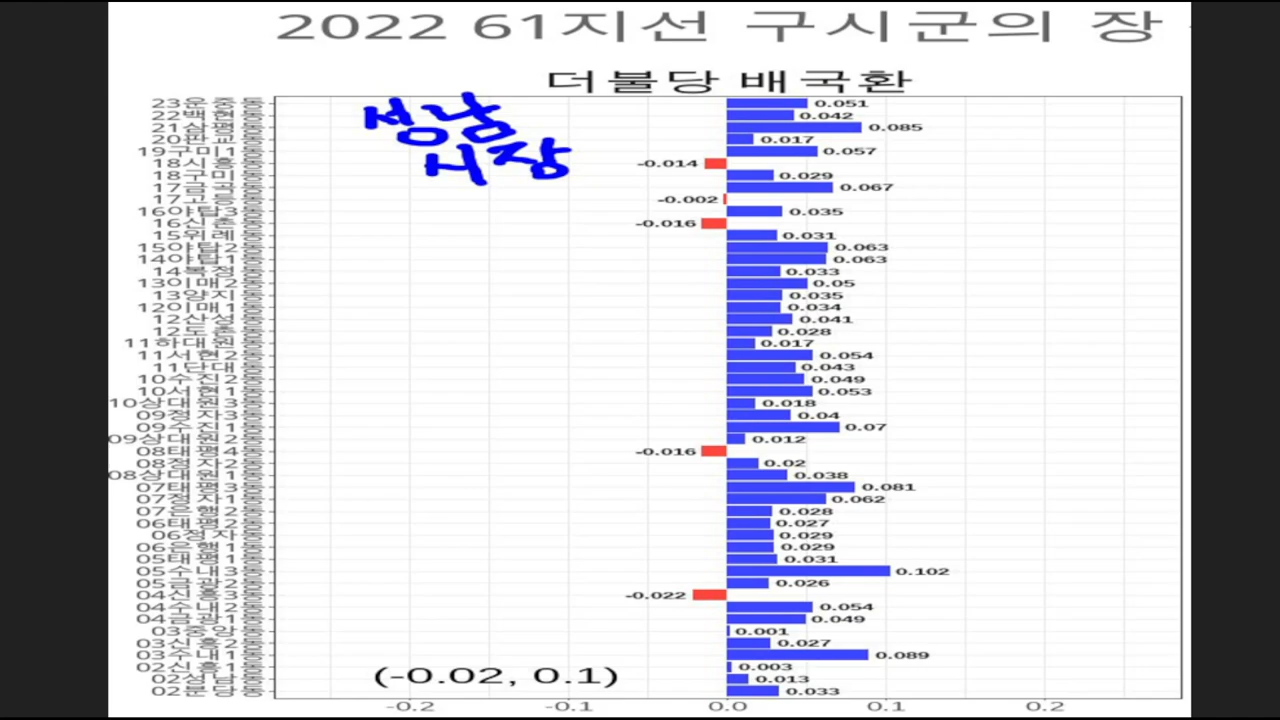 2022 61지선 구시군의 장
더불당 배국환
성남
시장
23운중동 0.051
22백현동 0.042
21삼평동 0.085
20판교동 0.017
19구미1동 0.057
18시흥동 -0.014
18구미동 0.029
17금곡동 0.067
17고등동 -0.002
16야탑3동 0.035
16신촌동 -0.016
15위례동 0.031
15야탑2동 0.063
14야탑1동 0.063
14복정동 0.033
13이매2동 0.05
13양지동 0.035
12이매1동 0.034
12산성동 0.041
12도촌동 0.028
11하대원동 0.017
11서현2동 0.054
11단대동 0.043
10수진2동 0.049
10서현1동 0.053
10상대원3동 0.018
09정자3동 0.04
09수진1동 0.07
09상대원2동 0.012
08태평4동 -0.016
08정자2동 0.02
08상대원1동 0.038
07태평3동 0.081
07정자1동 0.062
07은행2동 0.028
06태평2동 0.027
06정자동 0.029
06은행1동 0.029
05태평1동 0.031
05수내3동 0.102
05금광2동 0.026
04신흥3동 -0.022
04수내2동 0.054
04금광1동 0.049
03중앙동 0.001
03신흥2동 0.027
03수내1동 0.089
02신흥1동 0.003
02성남동 0.013
02분당동 0.033
(-0.02, 0.1)
-0.2 -0.1 0.0 0.1 0.2